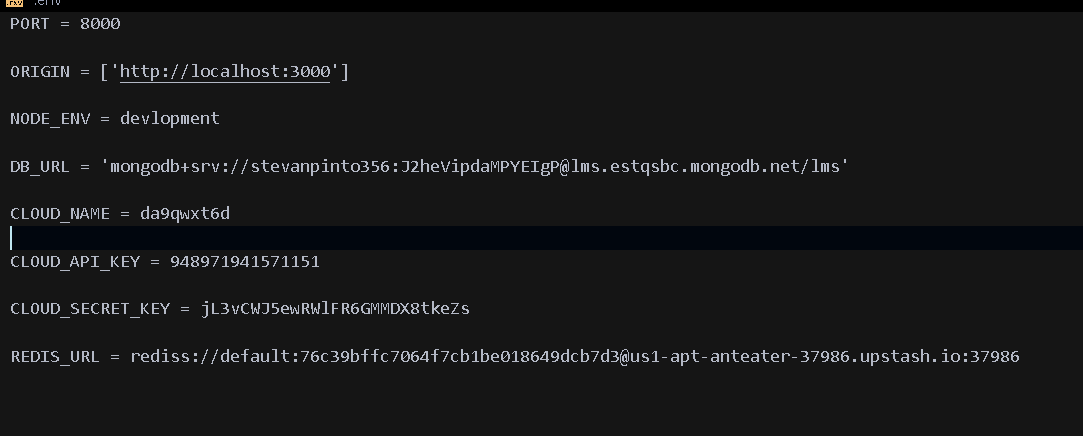 .env
PORT = 8000
ORIGIN = ['http://localhost:3000']
NODE_ENV = devlopment
DB_URL = 'mongodb+srv://stevanpinto356:J2heVipdaMPYEIgP@lms.estqsbc.mongodb.net/lms'
CLOUD_NAME = da9qwxt6d
CLOUD_API_KEY = 948971941571151
CLOUD_SECRET_KEY = jL3vCWJ5ewRWlFR6GMMDX8tkeZs
REDIS_URL = rediss://default:76c39bffc7064f7cb1be018649dcb7d3@us1-apt-anteater-37986.upstash.io:37986